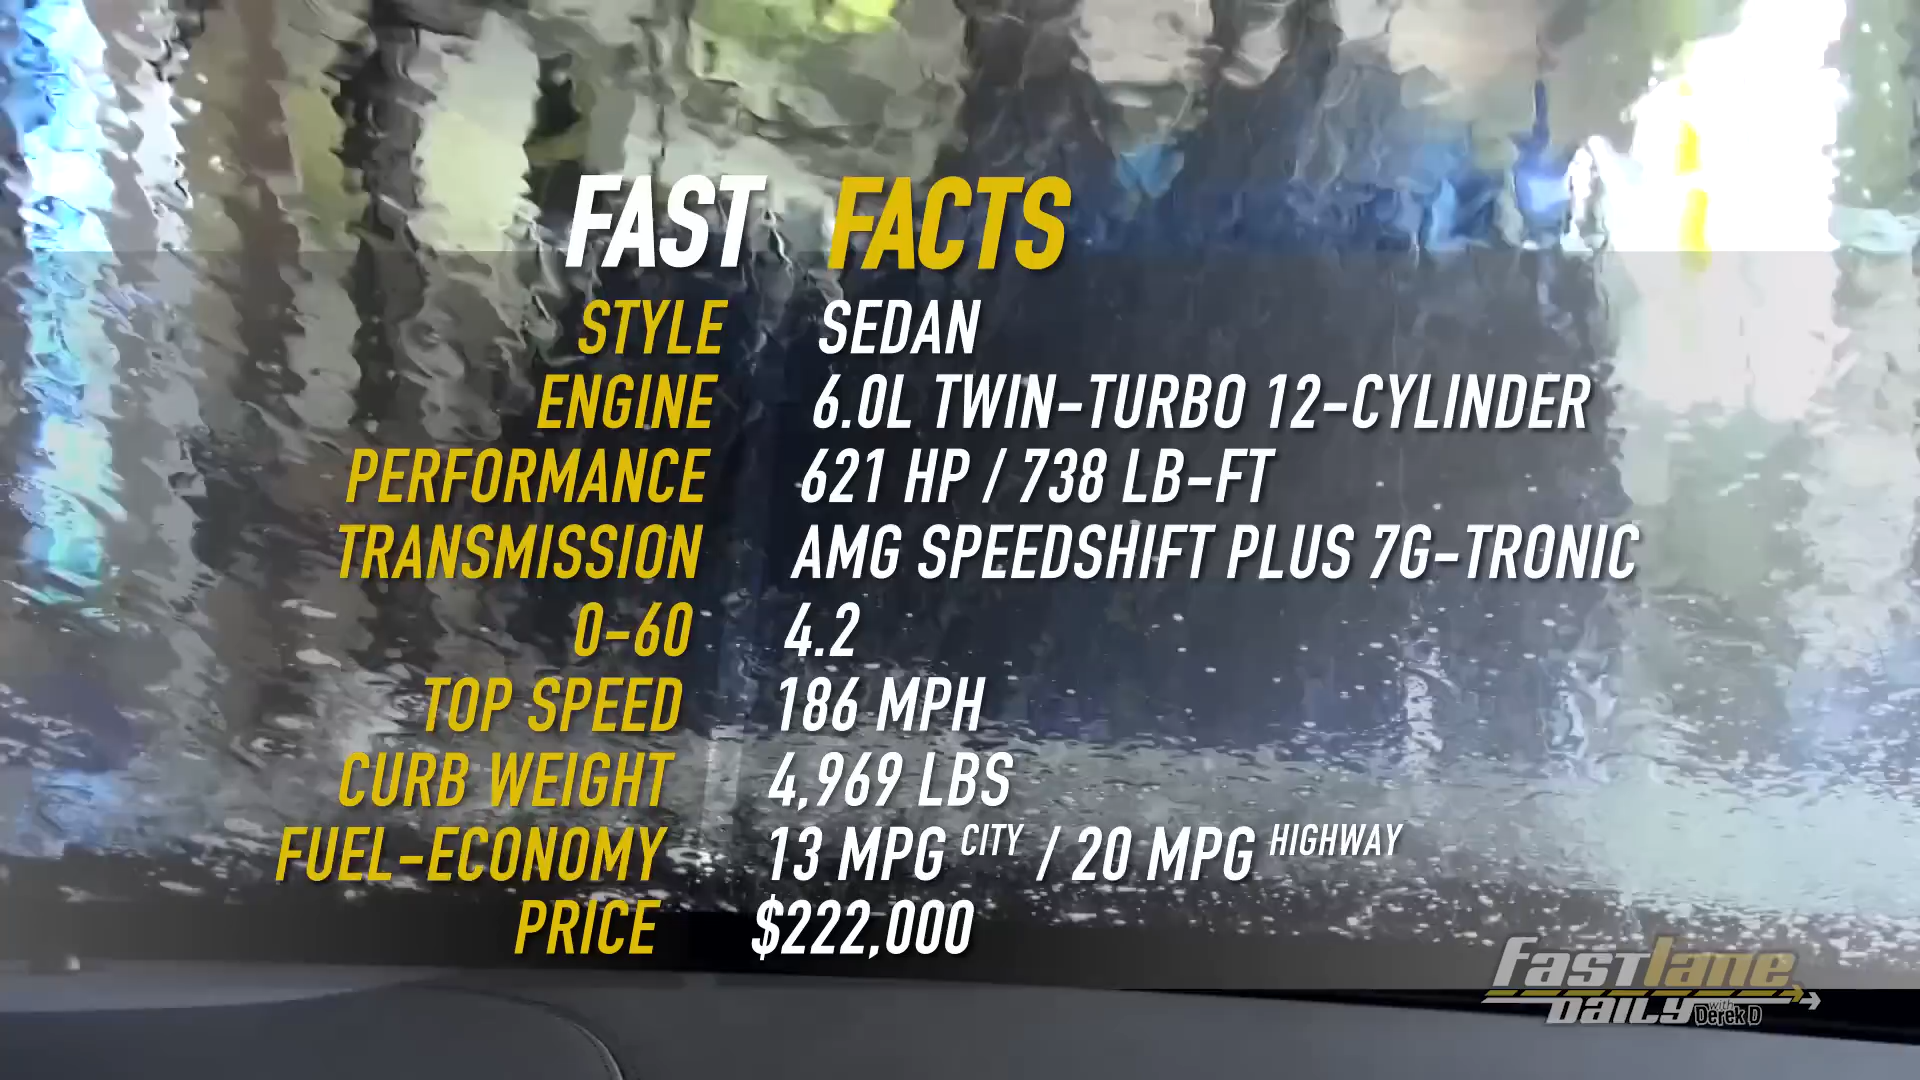 FAST FACTS
STYLE SEDAN
ENGINE 6.0L TWIN-TURBO 12-CYLINDER
PERFORMANCE 621 HP / 738 LB-FT
TRANSMISSION AMG SPEEDSHIFT PLUS 7G-TRONIC
0-60 4.2
TOP SPEED 186 MPH
CURB WEIGHT 4,969 LBS
FUEL-ECONOMY 13 MPG CITY / 20 MPG HIGHWAY
PRICE $222,000
fastlane
DAILY with Derek D